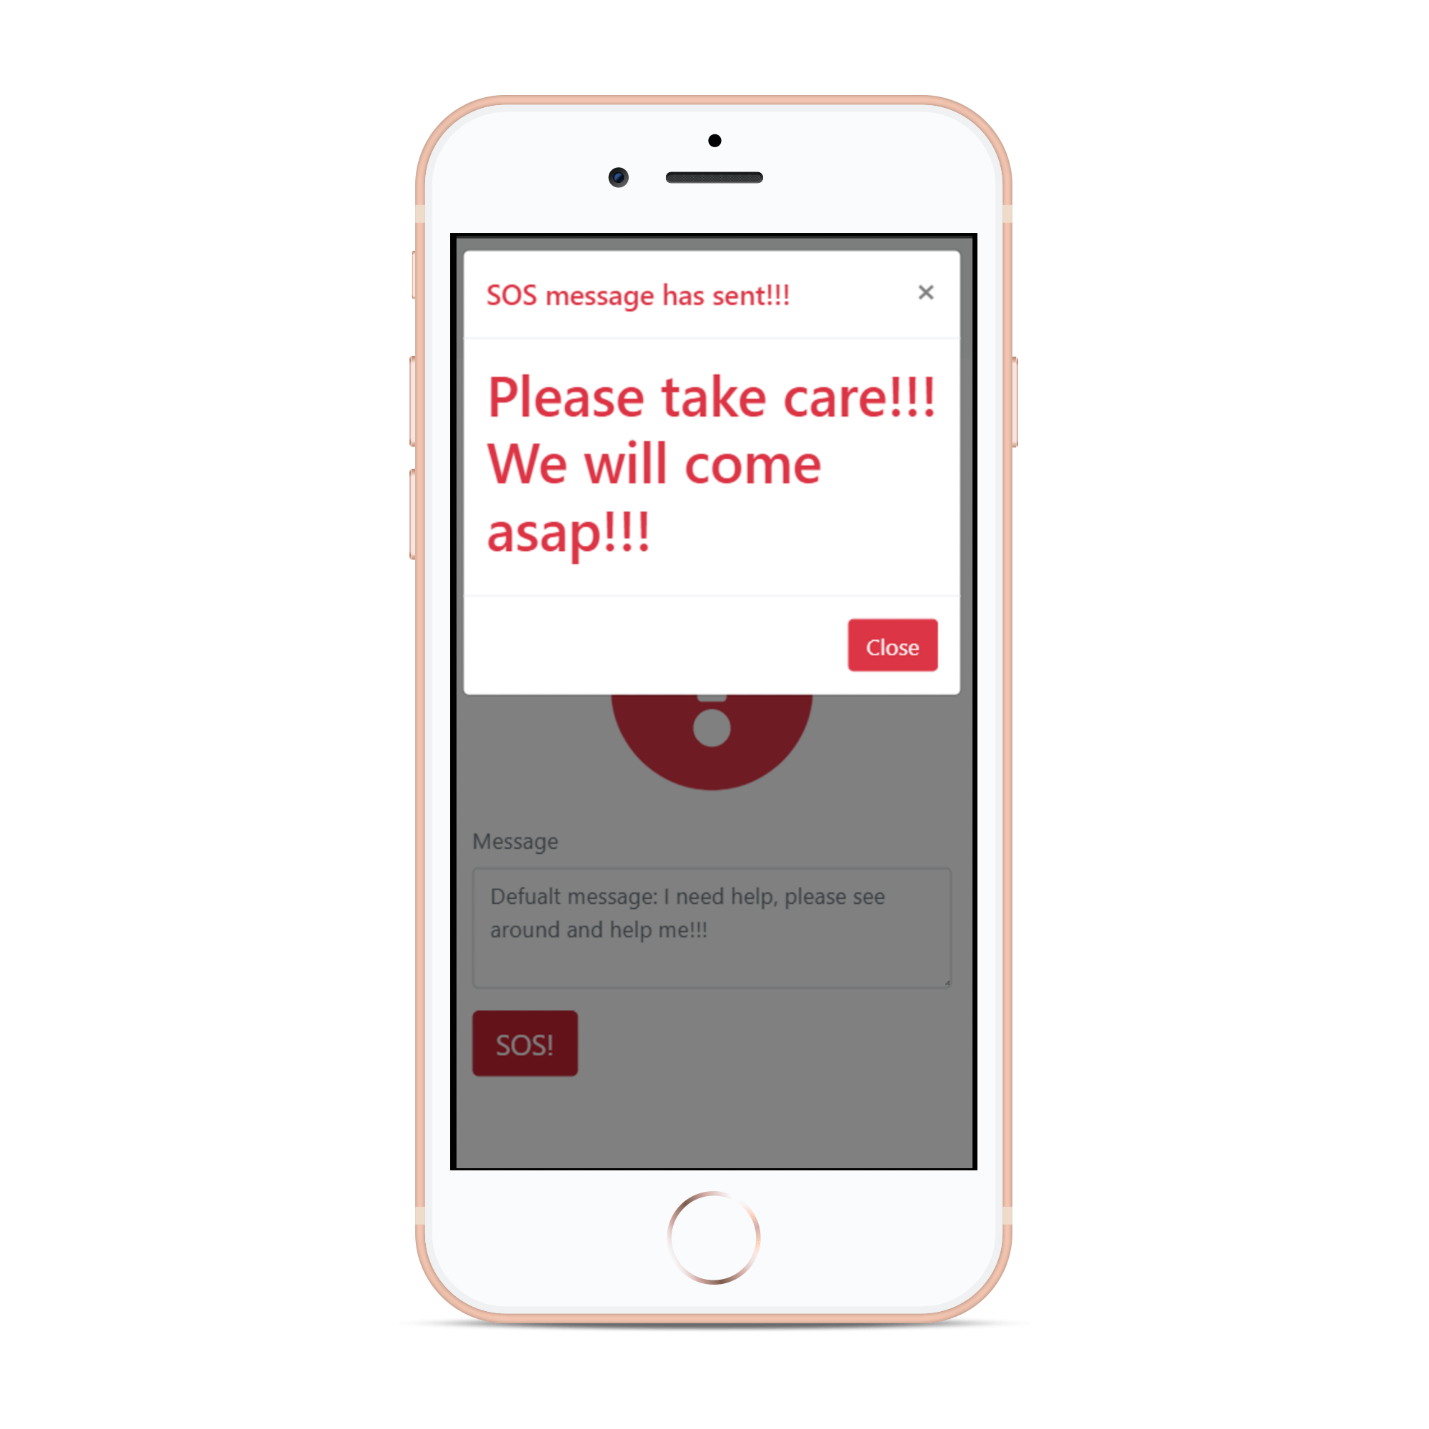 SOS message has sent!!!
×
Please take care!!!
We will come
asap!!!
Close
Message
Defualt message: I need help, please see
around and help me!!!
SOS!